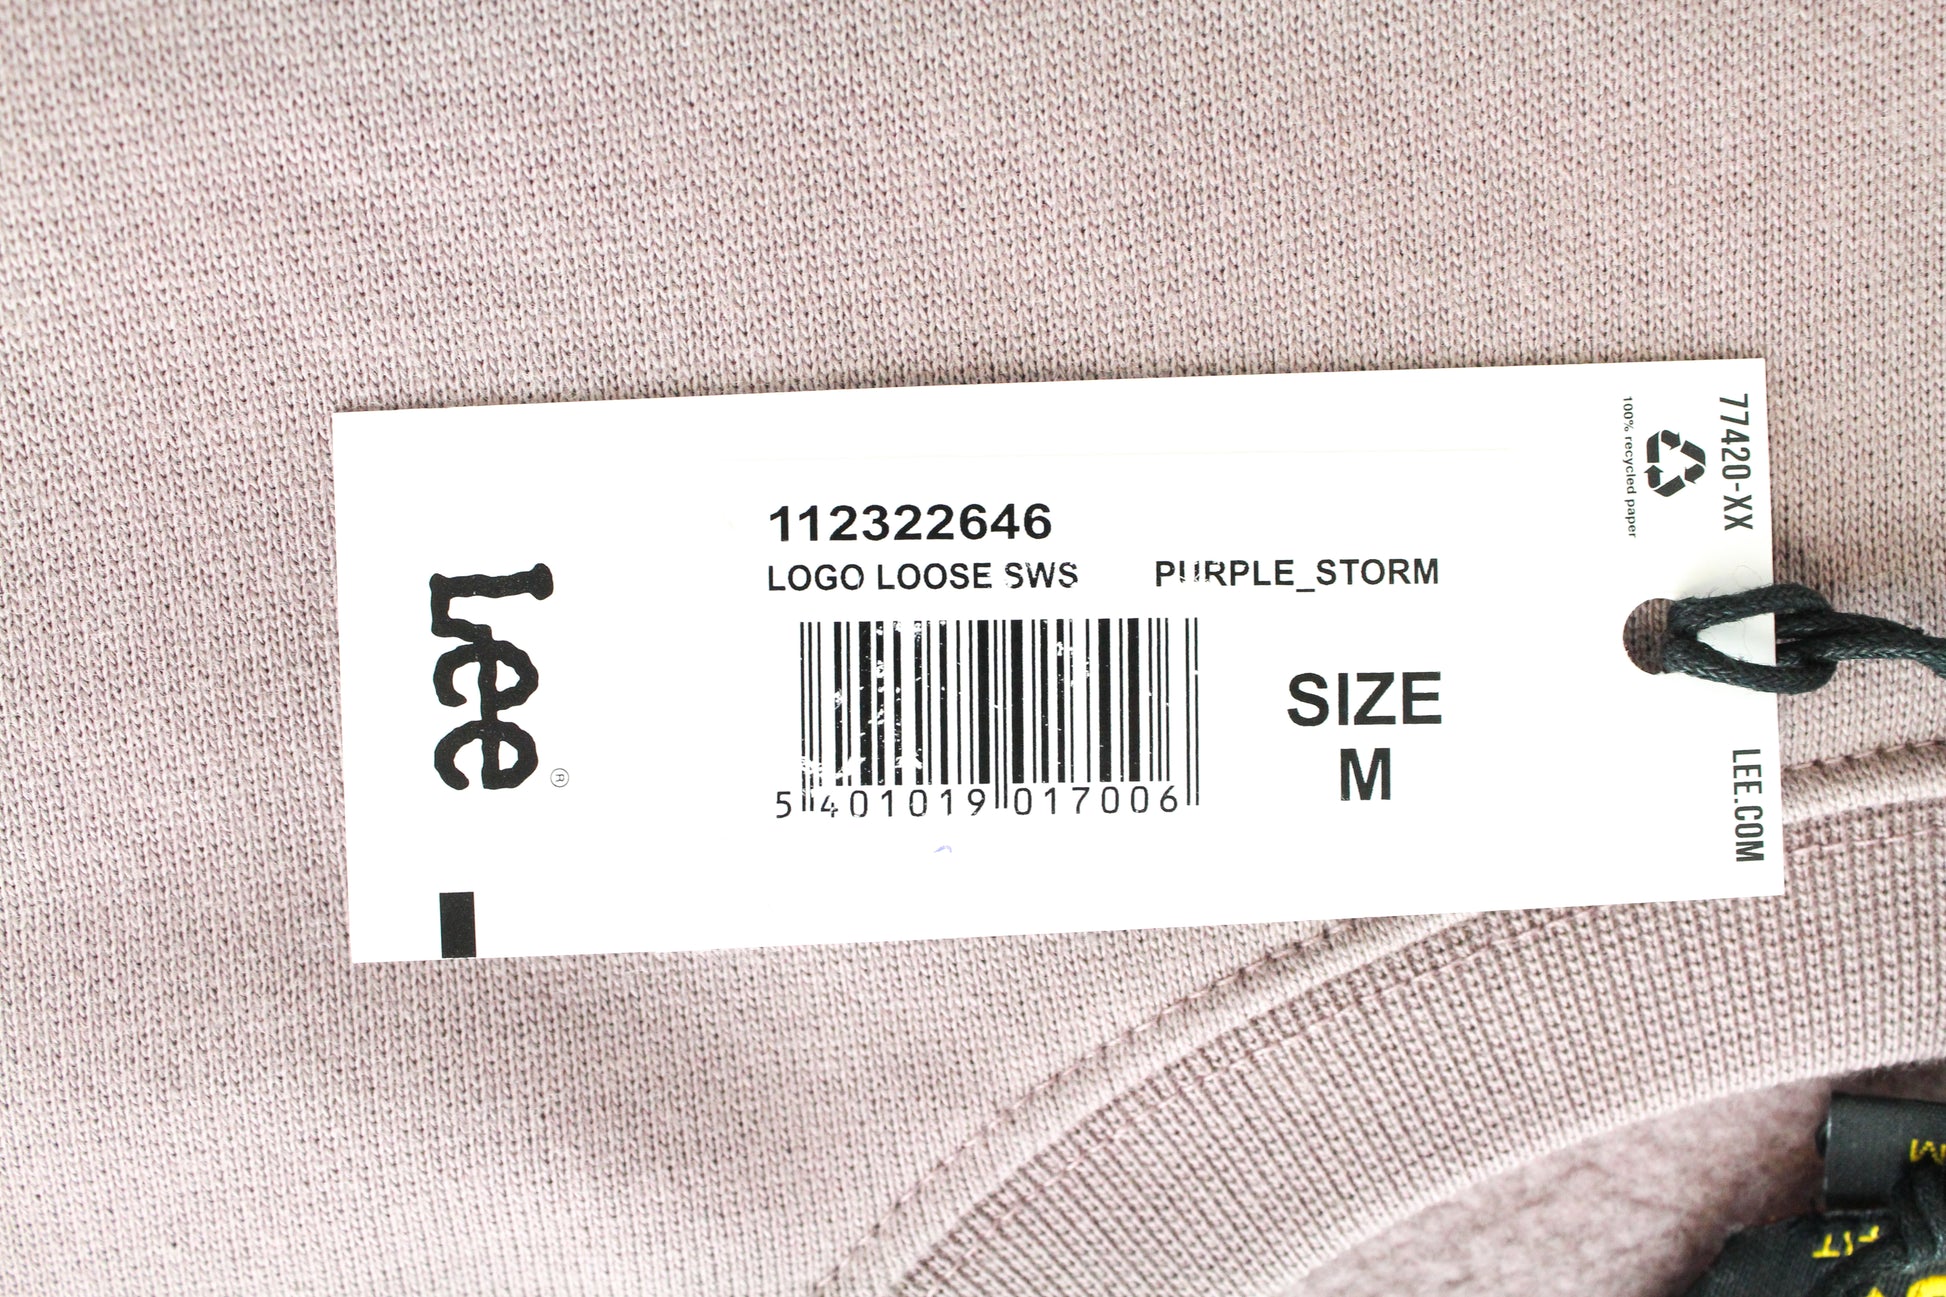 Lee
®
112322646
LOGO LOOSE SWS PURPLE_STORM
5 401019 017006
SIZE
M
77420-XX
100% recycled paper
LEE.COM